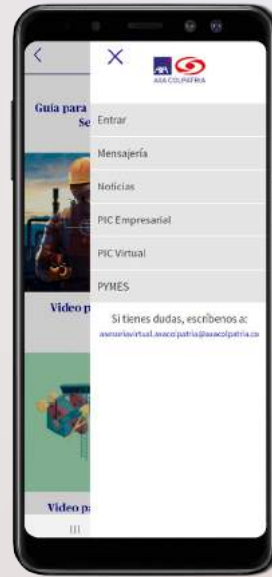 AXA COLPATRIA
Guía para
Se
Entrar
Mensajería
Noticias
PIC Empresarial
PIC Virtual
Video p
PYMES
Si tienes dudas, escríbenos a:
asesoriavirtual.axacolpatria@axacolpatria.co
Video pa